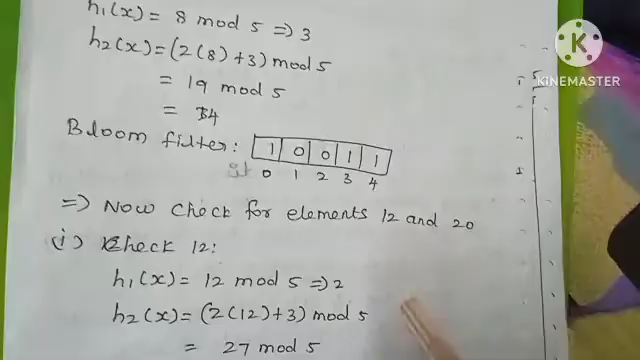 h₁(x) = 8 mod 5 => 3
h₂(x) = (2(8)+3) mod 5
= 19 mod 5
= 4
Bloom filter: 1 0 0 1 1
0 1 2 3 4
=> Now check for elements 12 and 20
(i) Check 12:
h₁(x) = 12 mod 5 => 2
h₂(x) = (2(12)+3) mod 5
= 27 mod 5
KINEMASTER